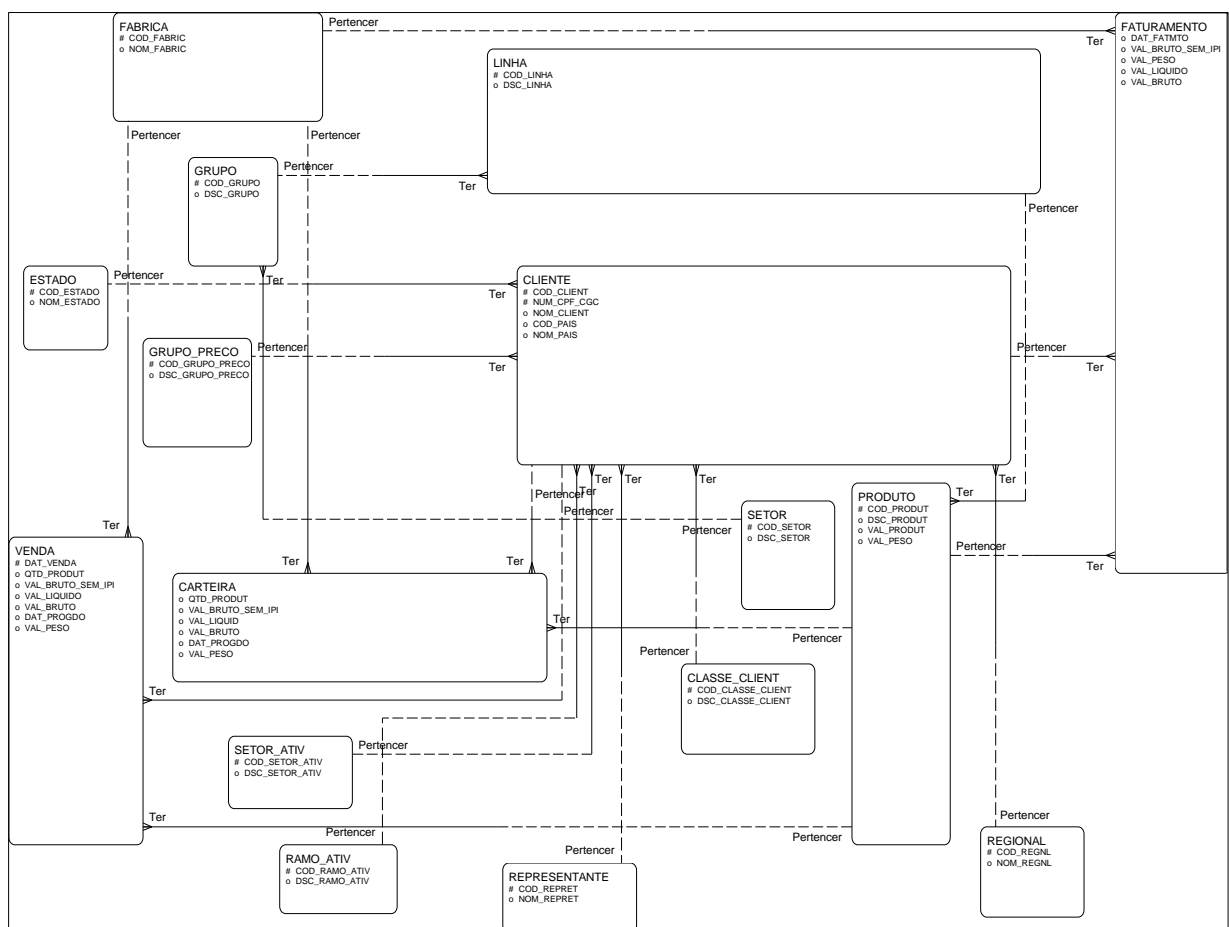 FABRICA
# COD_FABRIC
o NOM_FABRIC
Pertencer
Ter
FATURAMENTO
o DAT_FATMTO
o VAL_BRUTO_SEM_IPI
o VAL_PESO
o VAL_LIQUIDO
o VAL_BRUTO
LINHA
# COD_LINHA
o DSC_LINHA
Pertencer
Pertencer
GRUPO
# COD_GRUPO
o DSC_GRUPO
Pertencer
Ter
Pertencer
ESTADO
# COD_ESTADO
o NOM_ESTADO
Pertencer
Ter
Ter
CLIENTE
# COD_CLIENT
# NUM_CPF_CGC
o NOM_CLIENT
o COD_PAIS
o NOM_PAIS
GRUPO_PRECO
# COD_GRUPO_PRECO
o DSC_GRUPO_PRECO
Pertencer
Ter
Pertencer
Ter
Pertencer
Ter
Ter
Ter
Ter
Ter
Pertencer
Pertencer
SETOR
# COD_SETOR
o DSC_SETOR
PRODUTO
# COD_PRODUT
o DSC_PRODUT
o VAL_PRODUT
o VAL_PESO
Ter
Pertencer
Ter
Ter
VENDA
# DAT_VENDA
o QTD_PRODUT
o VAL_BRUTO_SEM_IPI
o VAL_LIQUIDO
o VAL_BRUTO
o DAT_PROGDO
o VAL_PESO
Ter
Ter
CARTEIRA
o QTD_PRODUT
o VAL_BRUTO_SEM_IPI
o VAL_LIQUID
o VAL_BRUTO
o DAT_PROGDO
o VAL_PESO
Ter
Pertencer
Pertencer
CLASSE_CLIENT
# COD_CLASSE_CLIENT
o DSC_CLASSE_CLIENT
Ter
SETOR_ATIV
# COD_SETOR_ATIV
o DSC_SETOR_ATIV
Pertencer
Ter
Pertencer
Pertencer
RAMO_ATIV
# COD_RAMO_ATIV
o DSC_RAMO_ATIV
Pertencer
REPRESENTANTE
# COD_REPRET
o NOM_REPRET
Pertencer
REGIONAL
# COD_REGNL
o NOM_REGNL